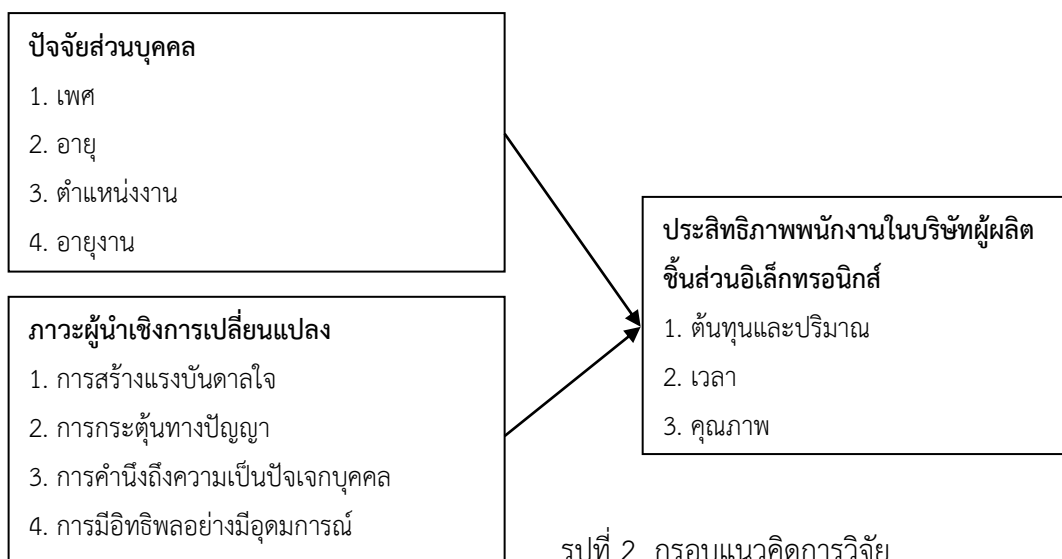 ปัจจัยส่วนบุคคล
1. เพศ
2. อายุ
3. ตำแหน่งงาน
4. อายุงาน
ภาวะผู้นำเชิงการเปลี่ยนแปลง
1. การสร้างแรงบันดาลใจ
2. การกระตุ้นทางปัญญา
3. การคำนึงถึงความเป็นปัจเจกบุคคล
4. การมีอิทธิพลอย่างมีอุดมการณ์
ประสิทธิภาพพนักงานในบริษัทผู้ผลิต
ชิ้นส่วนอิเล็กทรอนิกส์
1. ต้นทุนและปริมาณ
2. เวลา
3. คุณภาพ
รูปที่ 2 กรอบแนวคิดการวิจัย